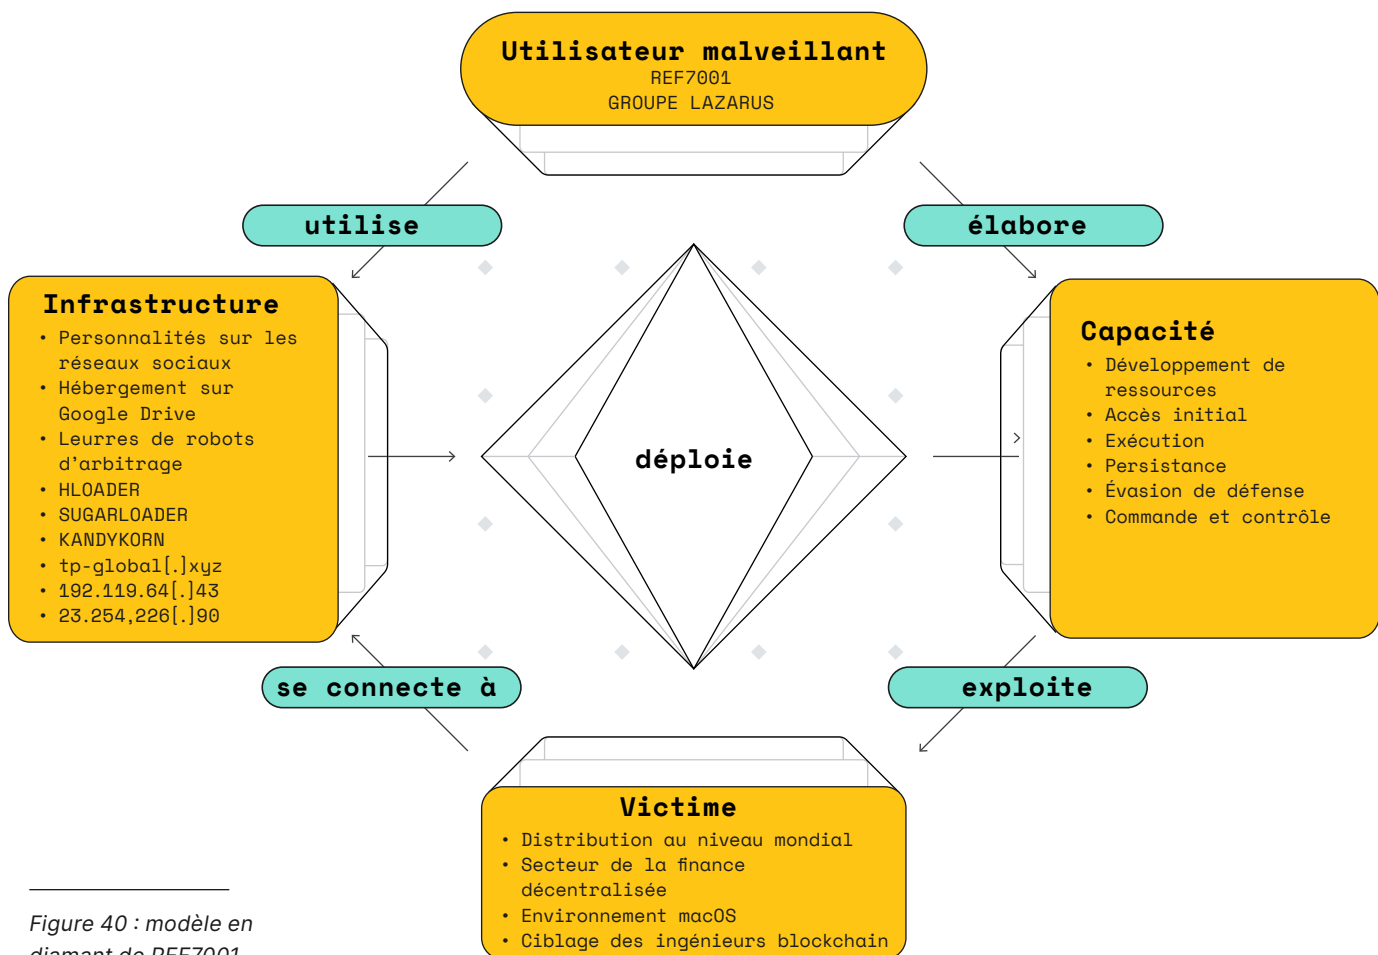 Utilisateur malveillant
REF7001
GROUPE LAZARUS
utilise
élabore
Infrastructure
• Personnalités sur les
réseaux sociaux
• Hébergement sur
Google Drive
• Leurres de robots
d'arbitrage
• HLOADER
• SUGARLOADER
• KANDYKORN
• tp-global[.]xyz
• 192.119.64[.]43
• 23.254,226[.]90
déploie
Capacité
• Développement de
ressources
• Accès initial
• Exécution
• Persistance
• Évasion de défense
• Commande et contrôle
se connecte à
exploite
Victime
• Distribution au niveau mondial
• Secteur de la finance
décentralisée
• Environnement macOS
• Ciblage des ingénieurs blockchain
Figure 40 : modèle en
diamant de REF7001